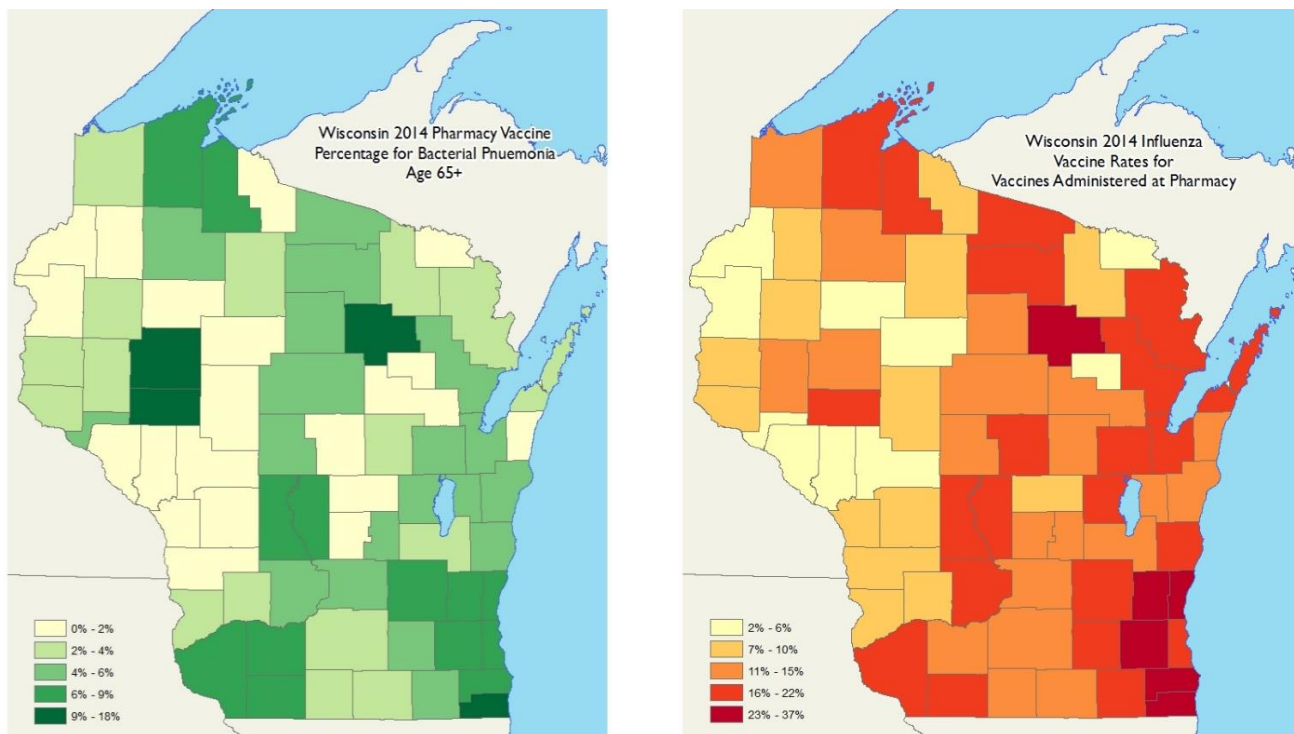 Wisconsin 2014 Pharmacy Vaccine
Percentage for Bacterial Pnuemonia
Age 65+
0% - 2%
2% - 4%
4% - 6%
6% - 9%
9% - 18%
Wisconsin 2014 Influenza
Vaccine Rates for
Vaccines Administered at Pharmacy
2% - 6%
7% - 10%
11% - 15%
16% - 22%
23% - 37%